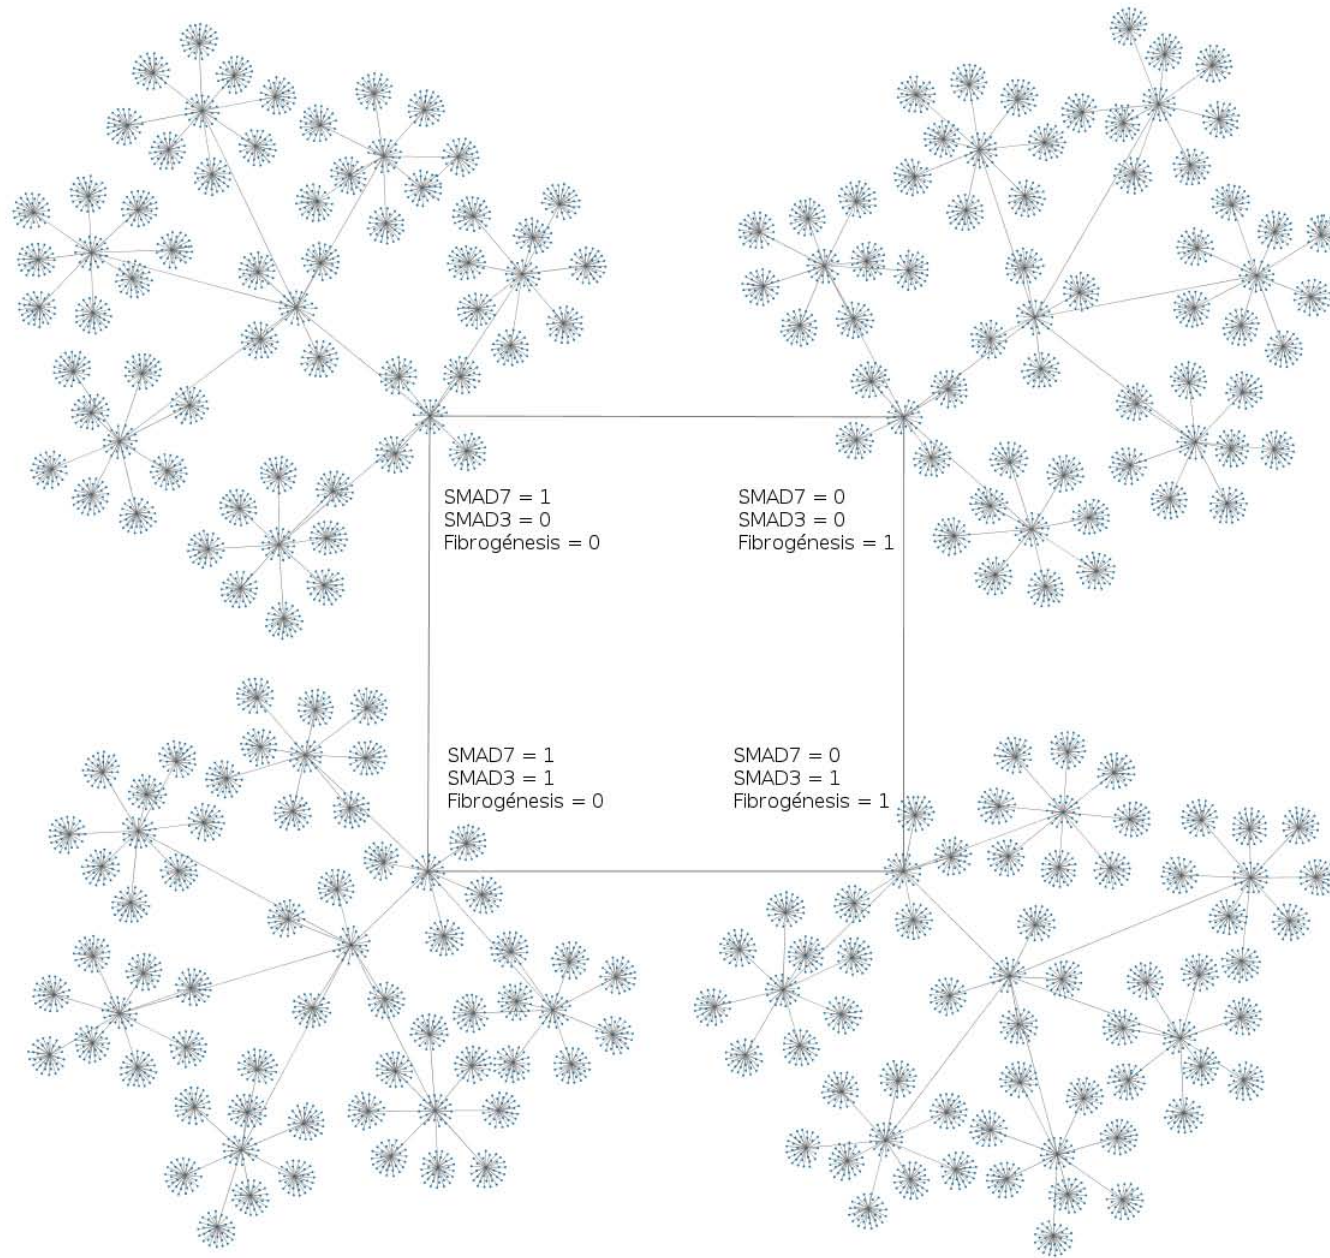 SMAD7 = 1
SMAD3 = 0
Fibrogénesis = 0
SMAD7 = 0
SMAD3 = 0
Fibrogénesis = 1
SMAD7 = 1
SMAD3 = 1
Fibrogénesis = 0
SMAD7 = 0
SMAD3 = 1
Fibrogénesis = 1